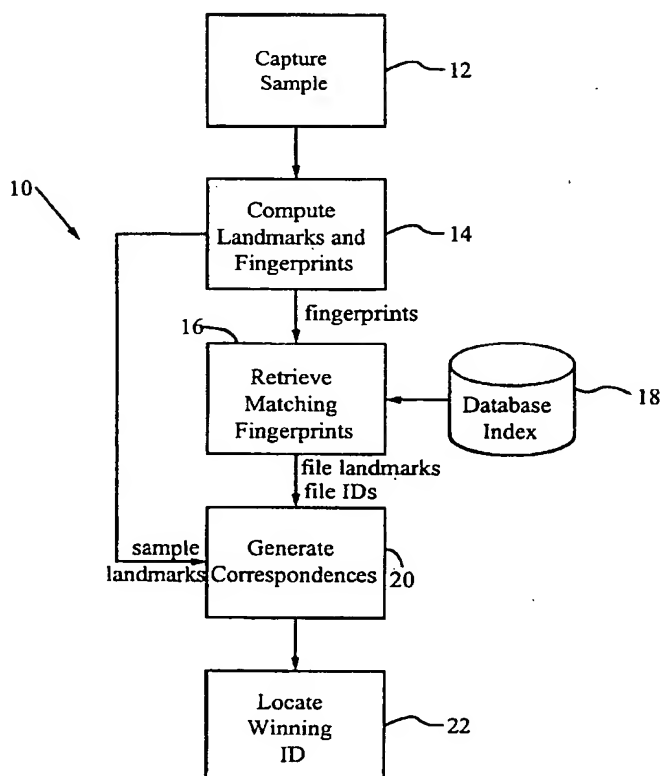 Capture
Sample
12
10
Compute
Landmarks and
Fingerprints
14
fingerprints
16
Retrieve
Matching
Fingerprints
Database
Index
18
file landmarks
file IDs
sample
landmarks
Generate
Correspondences
20
Locate
Winning
ID
22